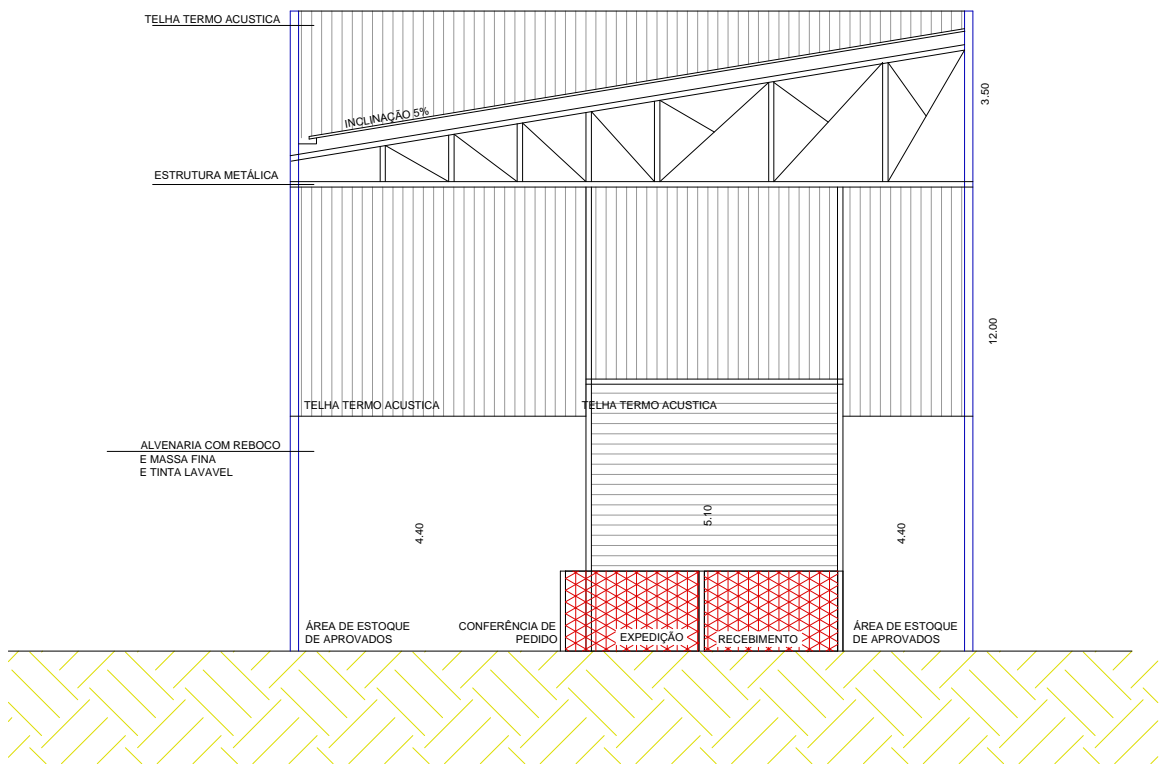 TELHA TERMO ACUSTICA
3.50
INCLINAÇÃO 5%
ESTRUTURA METÁLICA
12.00
TELHA TERMO ACUSTICA
TELHA TERMO ACUSTICA
ALVENARIA COM REBOCO
E MASSA FINA
E TINTA LAVAVEL
4.40
5.10
4.40
ÁREA DE ESTOQUE
DE APROVADOS
CONFERÊNCIA DE
PEDIDO
EXPEDIÇÃO
RECEBIMENTO
ÁREA DE ESTOQUE
DE APROVADOS